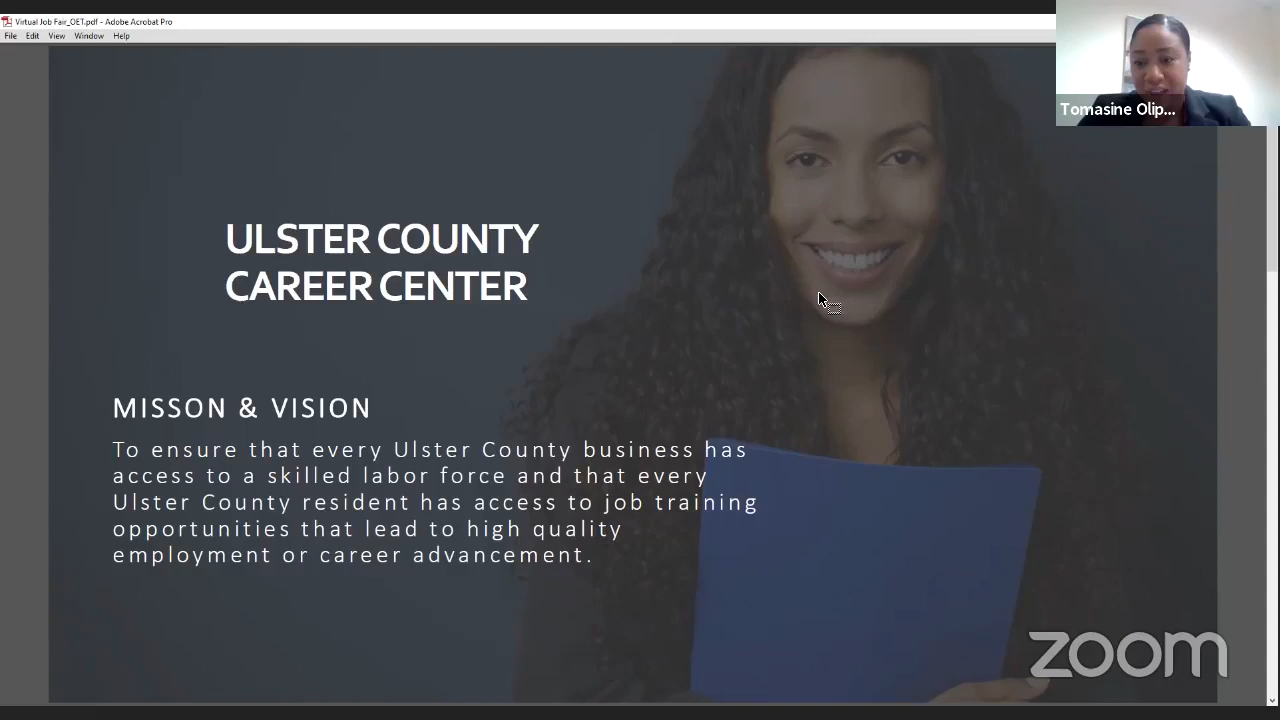 Virtual Job Fair_OET.pdf - Adobe Acrobat Pro
File Edit View Window Help
Tomasine Olip...
ULSTER COUNTY
CAREER CENTER
MISSON & VISION
To ensure that every Ulster County business has
access to a skilled labor force and that every
Ulster County resident has access to job training
opportunities that lead to high quality
employment or career advancement.
zoom